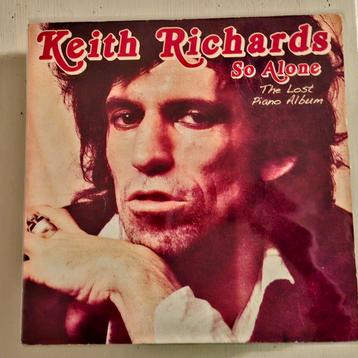 Keith Richards
So Alone
The Lost
Piano Album